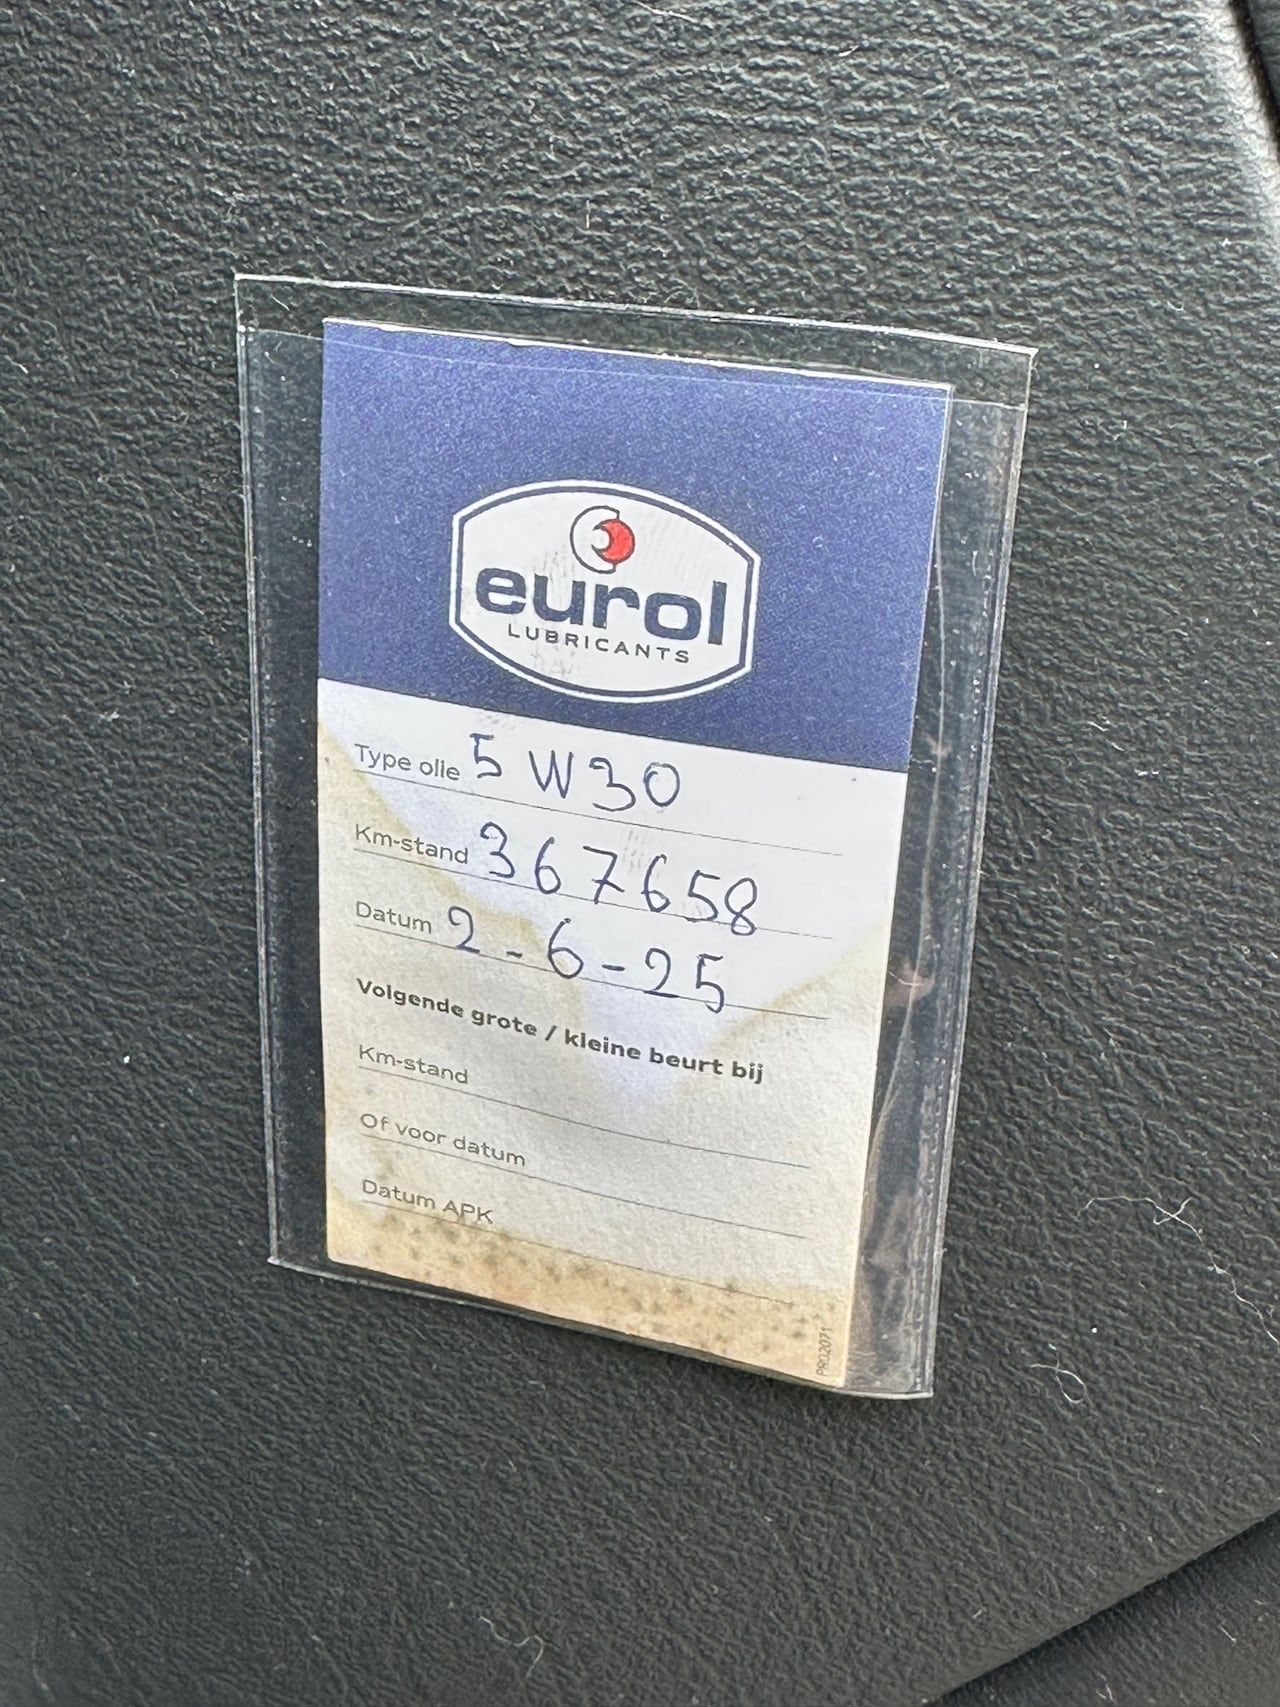 eurol
LUBRICANTS
Type olie 5W30
Km-stand 367658
Datum 2-6-25
Volgende grote / kleine beurt bij
Km-stand
Of voor datum
Datum APK
PR02071